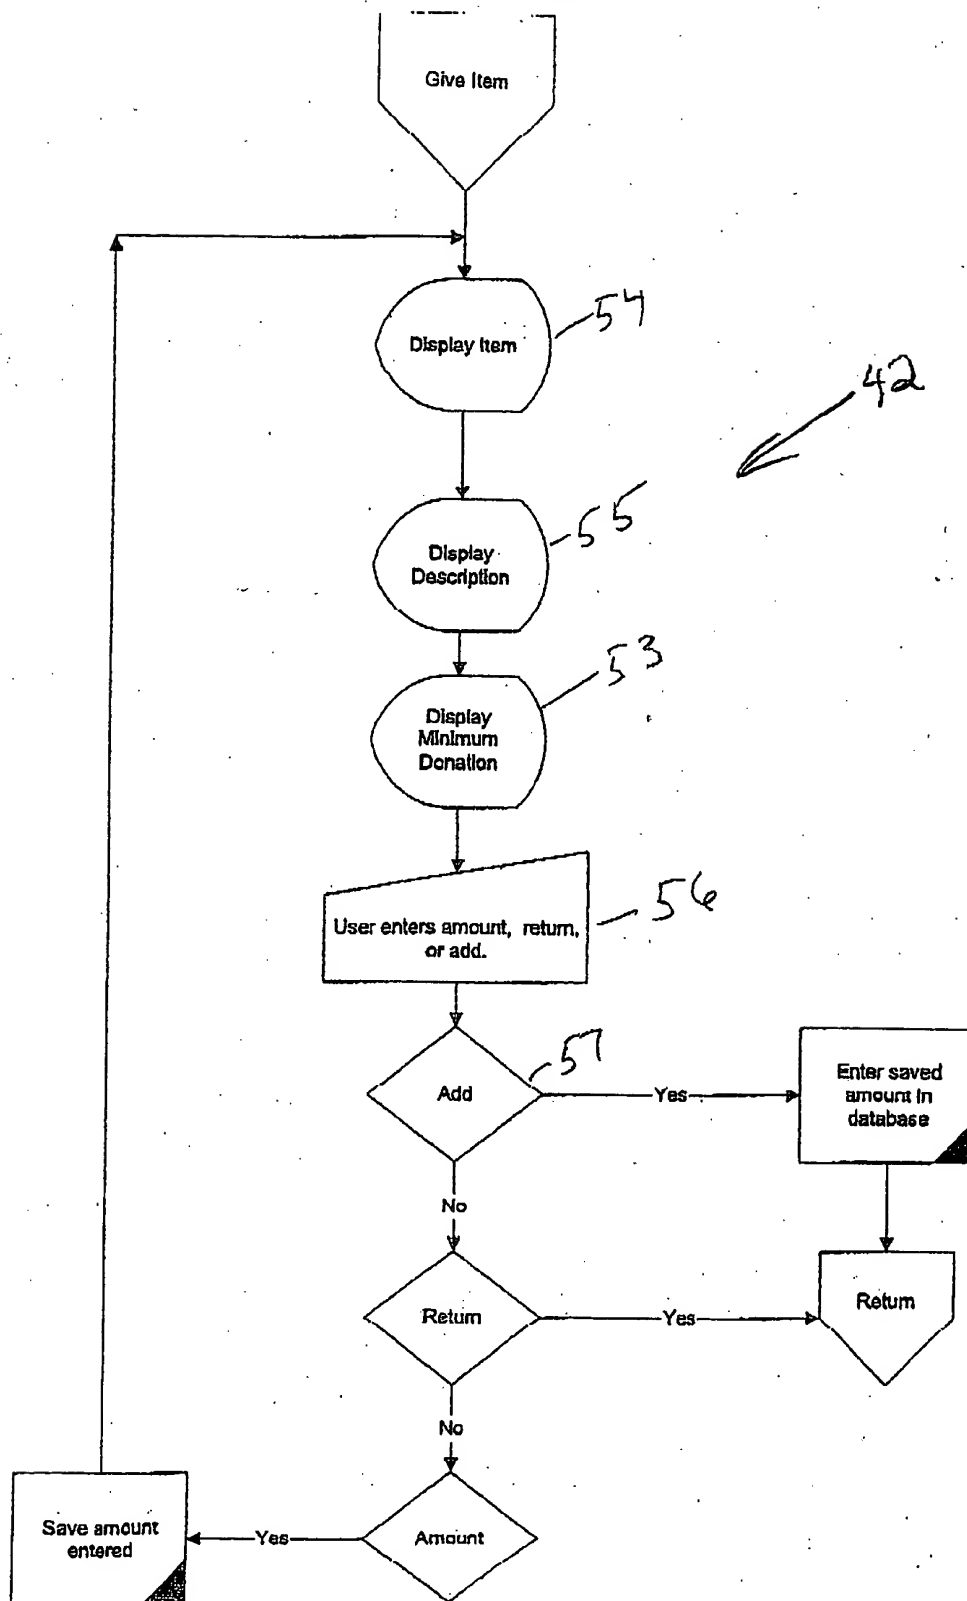 Give Item
Display Item
54
42
Display
Description
55
Display
Minimum
Donation
53
User enters amount, return,
or add.
56
Add
57
Yes
Enter saved
amount in
database
No
Return
Yes
Return
No
Amount
Yes
Save amount
entered